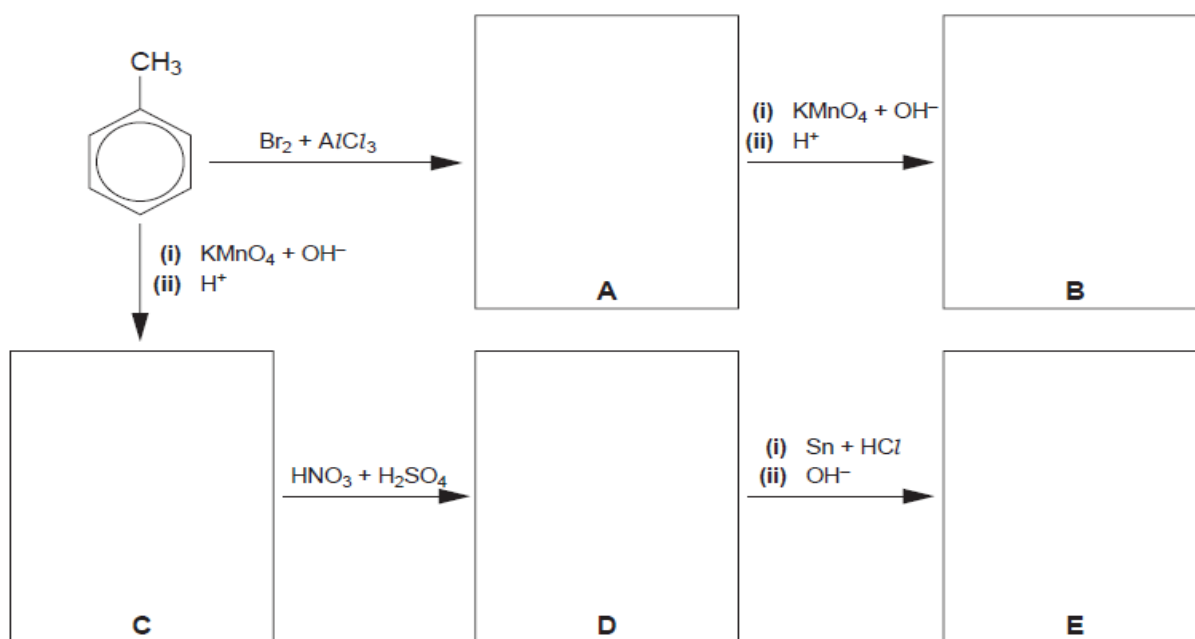 CH₃
Br₂ + AlCl₃
(i) KMnO₄ + OH⁻
(ii) H⁺
(i) KMnO₄ + OH⁻
(ii) H⁺
A
B
HNO₃ + H₂SO₄
(i) Sn + HCl
(ii) OH⁻
C
D
E